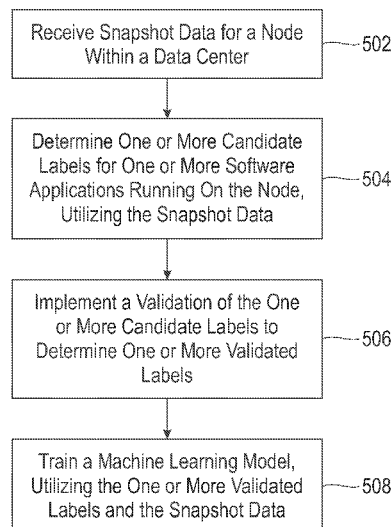 Receive Snapshot Data for a Node
Within a Data Center
502
Determine One or More Candidate
Labels for One or More Software
Applications Running On the Node,
Utilizing the Snapshot Data
504
Implement a Validation of the One
or More Candidate Labels to
Determine One or More Validated
Labels
506
Train a Machine Learning Model,
Utilizing the One or More Validated
Labels and the Snapshot Data
508